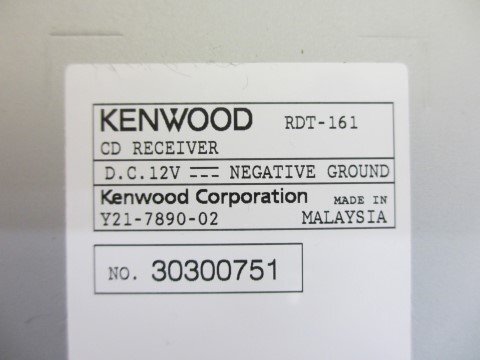 KENWOOD RDT-161
CD RECEIVER
D.C.12V ⎓ NEGATIVE GROUND
Kenwood Corporation MADE IN
Y21-7890-02 MALAYSIA
NO. 30300751